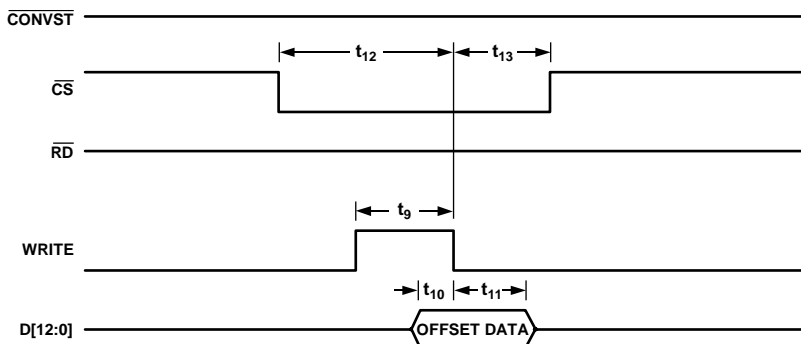 CONVST
t12
t13
CS
RD
t9
WRITE
t10
t11
D[12:0]
OFFSET DATA